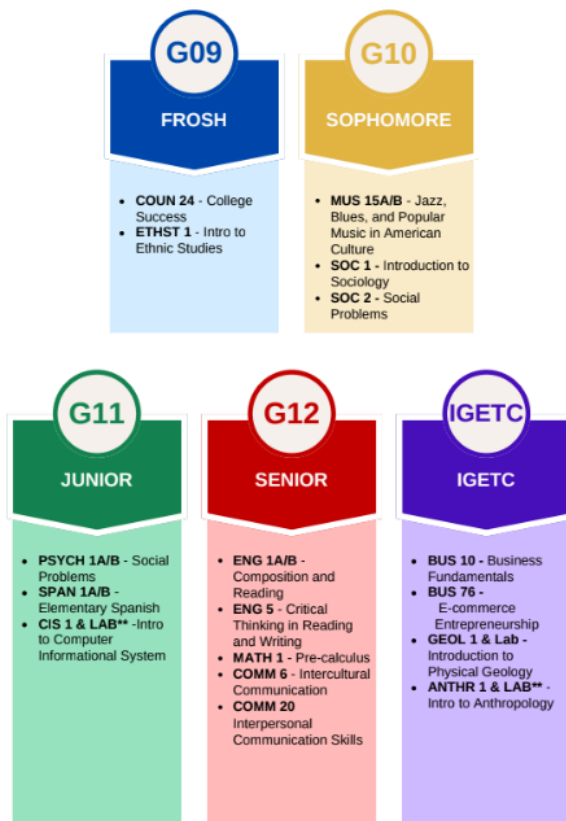 G09
FROSH
• COUN 24 - College
Success
• ETHST 1 - Intro to
Ethnic Studies
G10
SOPHOMORE
• MUS 15A/B - Jazz,
Blues, and Popular
Music in American
Culture
• SOC 1 - Introduction to
Sociology
• SOC 2 - Social
Problems
G11
JUNIOR
• PSYCH 1A/B - Social
Problems
• SPAN 1A/B -
Elementary Spanish
• CIS 1 & LAB** -Intro
to Computer
Informational System
G12
SENIOR
• ENG 1A/B -
Composition and
Reading
• ENG 5 - Critical
Thinking in Reading
and Writing
• MATH 1 - Pre-calculus
• COMM 6 - Intercultural
Communication
• COMM 20
Interpersonal
Communication Skills
IGETC
IGETC
• BUS 10 - Business
Fundamentals
• BUS 76 -
E-commerce
Entrepreneurship
• GEOL 1 & Lab -
Introduction to
Physical Geology
• ANTHR 1 & LAB** -
Intro to Anthropology